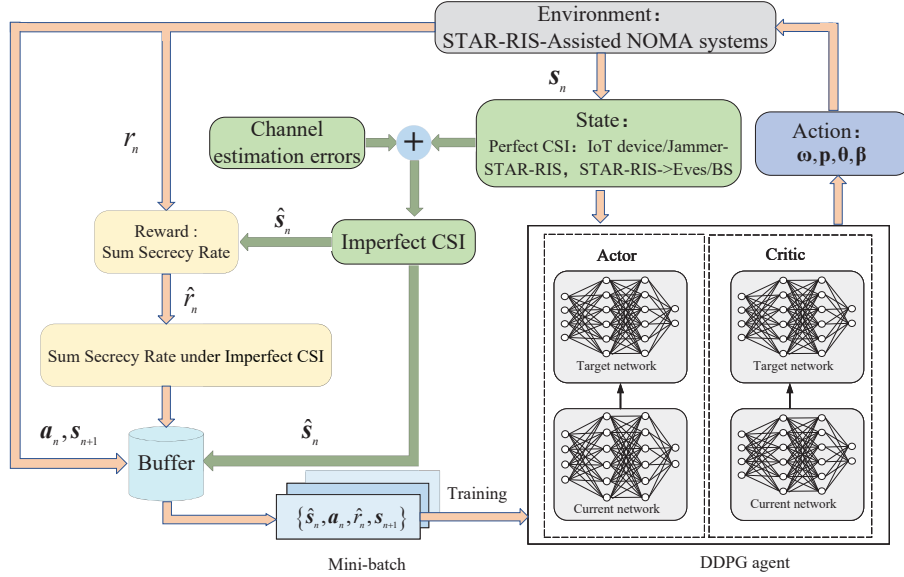 Environment：
STAR-RIS-Assisted NOMA systems
s_n
r_n
Channel
estimation errors
+
State：
Perfect CSI： IoT device/Jammer-
STAR-RIS， STAR-RIS->Eves/BS
Action：
ω,p,θ,β
ŝ_n
Reward :
Sum Secrecy Rate
Imperfect CSI
r̂_n
Sum Secrecy Rate under Imperfect CSI
a_n, s_{n+1}
ŝ_n
Buffer
Actor
Critic
Target network
Target network
Current network
Current network
Training
{ŝ_n, a_n, r̂_n, s_{n+1}}
Mini-batch
DDPG agent